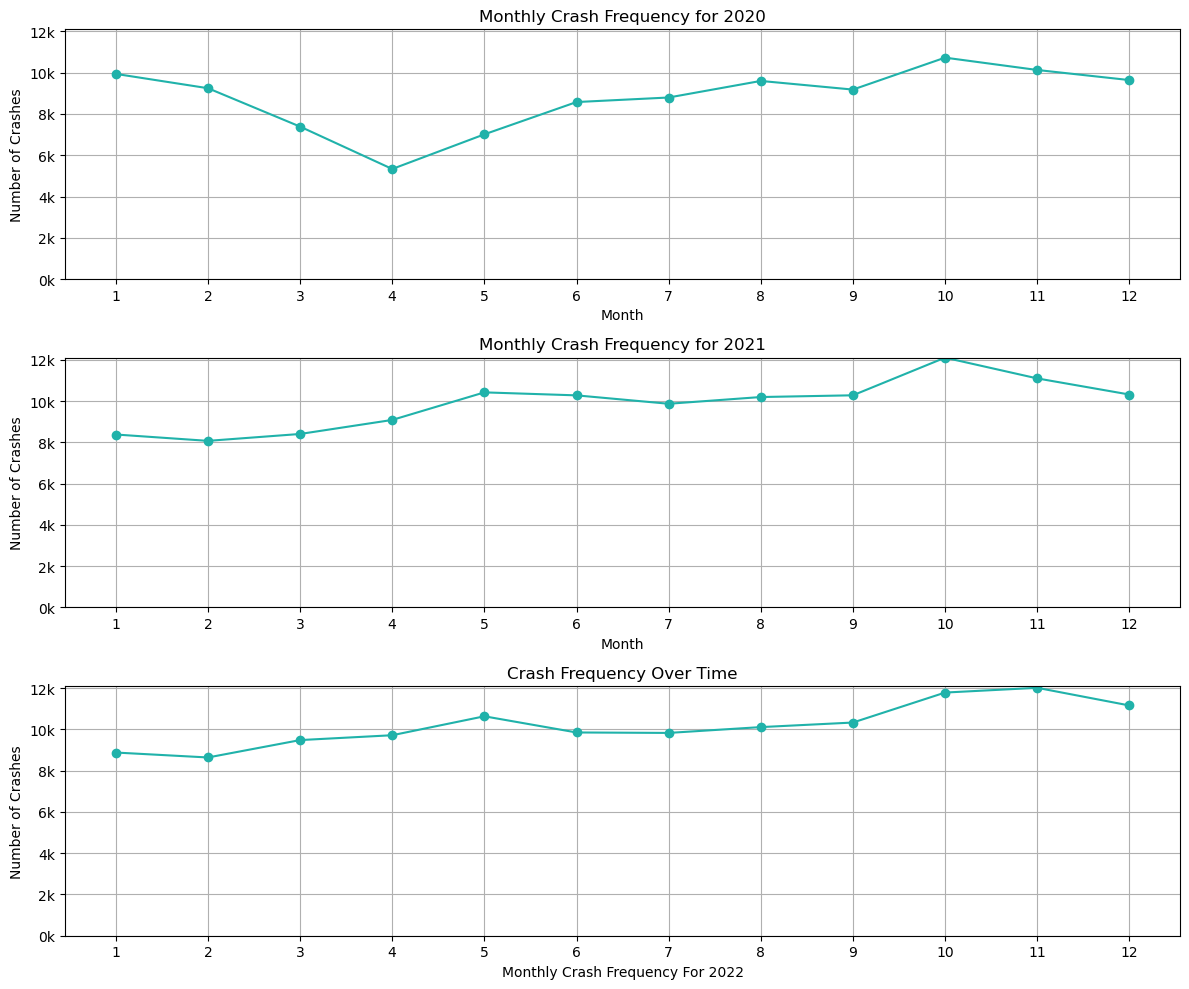 Monthly Crash Frequency for 2020
12k
10k
8k
6k
4k
2k
0k
Number of Crashes
1 2 3 4 5 6 7 8 9 10 11 12
Month
Monthly Crash Frequency for 2021
12k
10k
8k
6k
4k
2k
0k
Number of Crashes
1 2 3 4 5 6 7 8 9 10 11 12
Month
Crash Frequency Over Time
12k
10k
8k
6k
4k
2k
0k
Number of Crashes
1 2 3 4 5 6 7 8 9 10 11 12
Monthly Crash Frequency For 2022